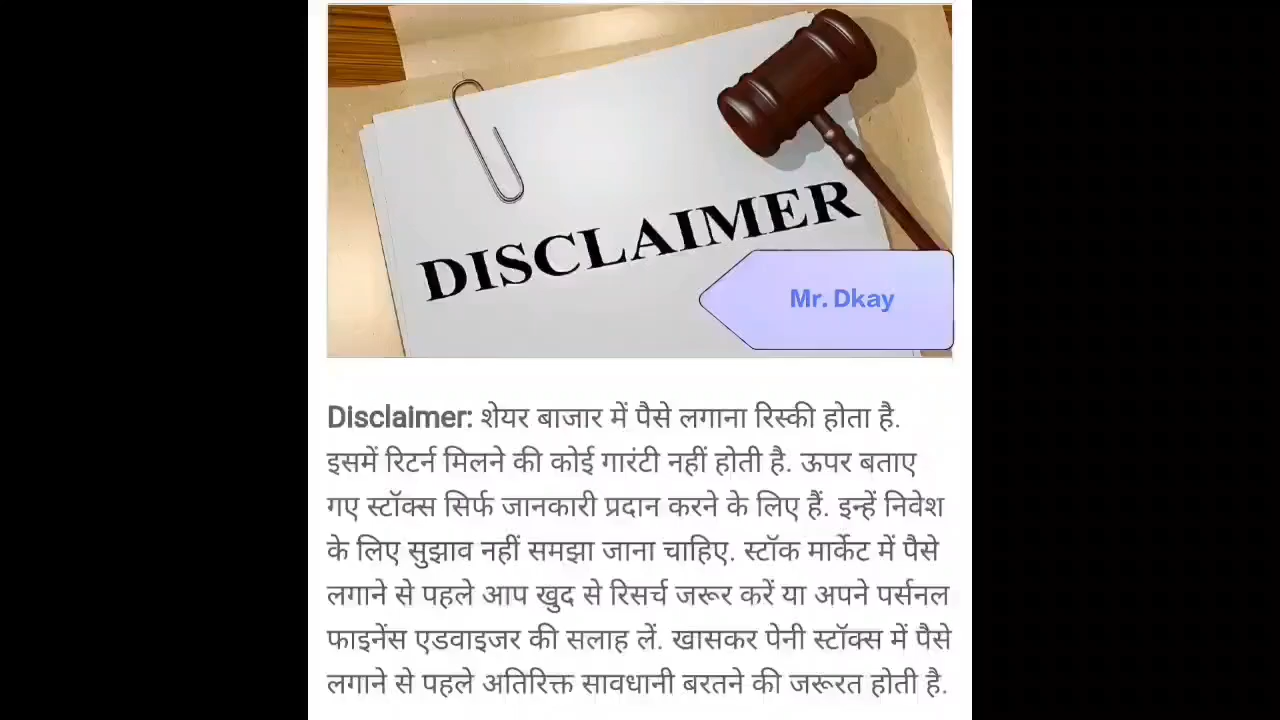 DISCLAIMER
Mr. Dkay
Disclaimer: शेयर बाजार में पैसे लगाना रिस्की होता है.
इसमें रिटर्न मिलने की कोई गारंटी नहीं होती है. ऊपर बताए
गए स्टॉक्स सिर्फ जानकारी प्रदान करने के लिए हैं. इन्हें निवेश
के लिए सुझाव नहीं समझा जाना चाहिए. स्टॉक मार्केट में पैसे
लगाने से पहले आप खुद से रिसर्च जरूर करें या अपने पर्सनल
फाइनेंस एडवाइजर की सलाह लें. खासकर पेनी स्टॉक्स में पैसे
लगाने से पहले अतिरिक्त सावधानी बरतने की जरूरत होती है.